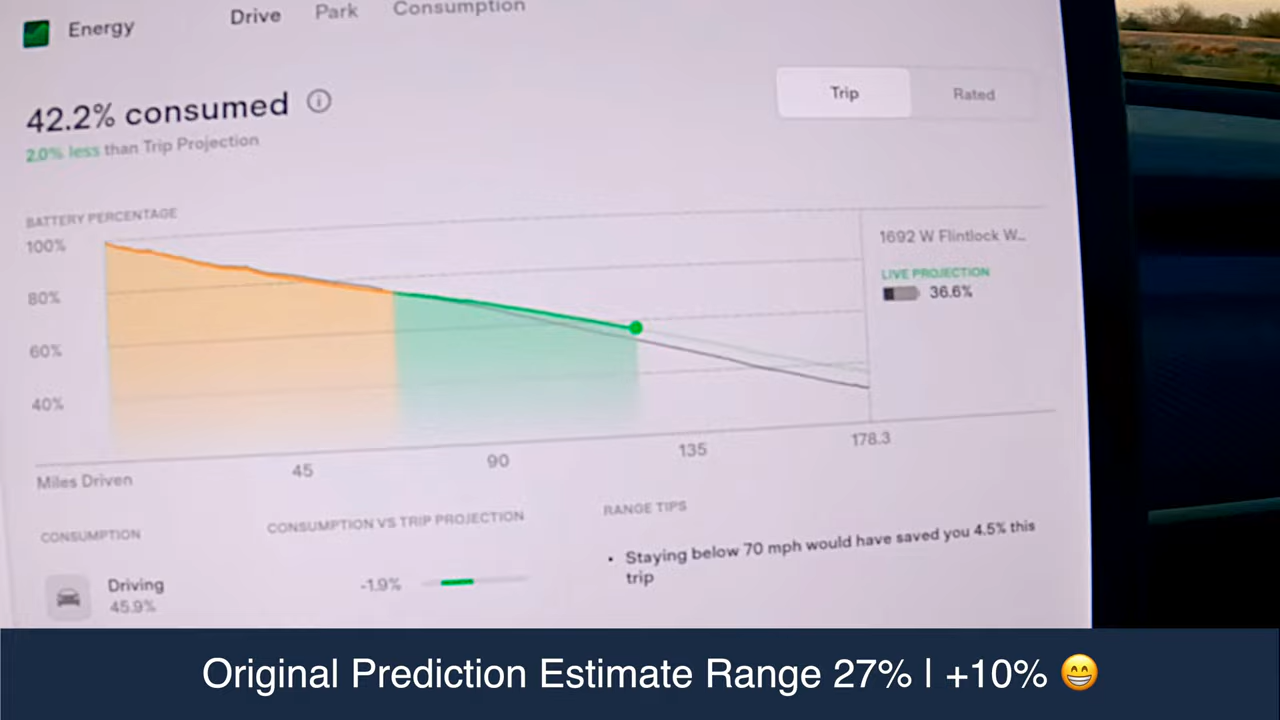 Energy
Drive
Park
Consumption
42.2% consumed
2.0% less than Trip Projection
Trip
Rated
BATTERY PERCENTAGE
100%
80%
60%
40%
1692 W Flintlock W...
LIVE PROJECTION
36.6%
Miles Driven
45
90
135
178.3
CONSUMPTION
CONSUMPTION VS TRIP PROJECTION
RANGE TIPS
Driving
45.9%
-1.9%
• Staying below 70 mph would have saved you 4.5% this
trip
Original Prediction Estimate Range 27% | +10% 😁